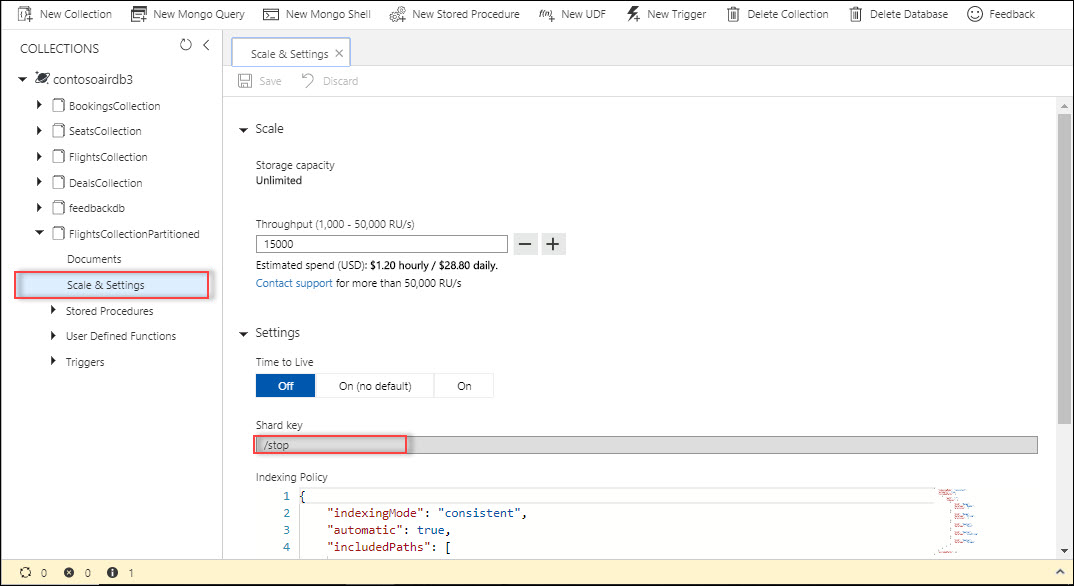 New Collection New Mongo Query New Mongo Shell New Stored Procedure New UDF New Trigger Delete Collection Delete Database Feedback
COLLECTIONS
contosoairdb3
BookingsCollection
SeatsCollection
FlightsCollection
DealsCollection
feedbackdb
FlightsCollectionPartitioned
Documents
Scale & Settings
Stored Procedures
User Defined Functions
Triggers
Scale & Settings
Save Discard
Scale
Storage capacity
Unlimited
Throughput (1,000 - 50,000 RU/s)
15000
Estimated spend (USD): $1.20 hourly / $28.80 daily.
Contact support for more than 50,000 RU/s
Settings
Time to Live
Off On (no default) On
Shard key
/stop
Indexing Policy
1 {
2 "indexingMode": "consistent",
3 "automatic": true,
4 "includedPaths": [
0 0 1